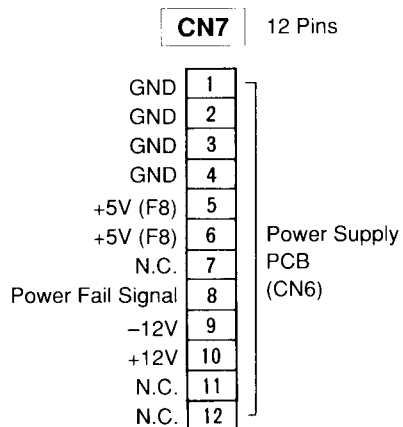 CN7 12 Pins
GND 1
GND 2
GND 3
GND 4
+5V (F8) 5
+5V (F8) 6
N.C. 7
Power Fail Signal 8
–12V 9
+12V 10
N.C. 11
N.C. 12
Power Supply
PCB
(CN6)